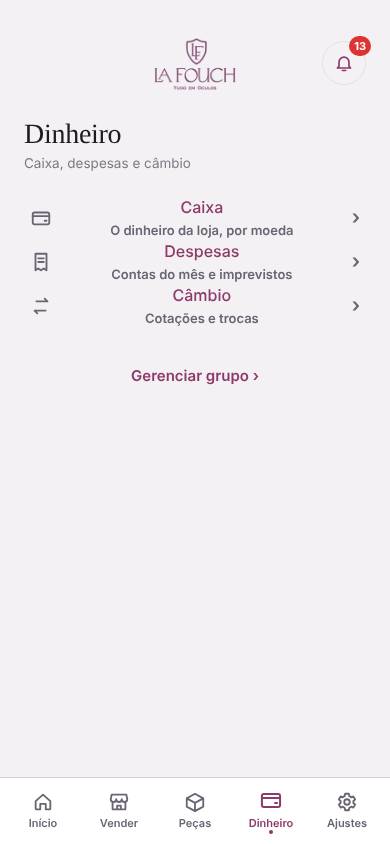 13
LF
LA FOUCH
TUDO EM ÓCULOS
Dinheiro
Caixa, despesas e câmbio
Caixa
O dinheiro da loja, por moeda
Despesas
Contas do mês e imprevistos
Câmbio
Cotações e trocas
Gerenciar grupo ›
Início
Vender
Peças
Dinheiro
Ajustes